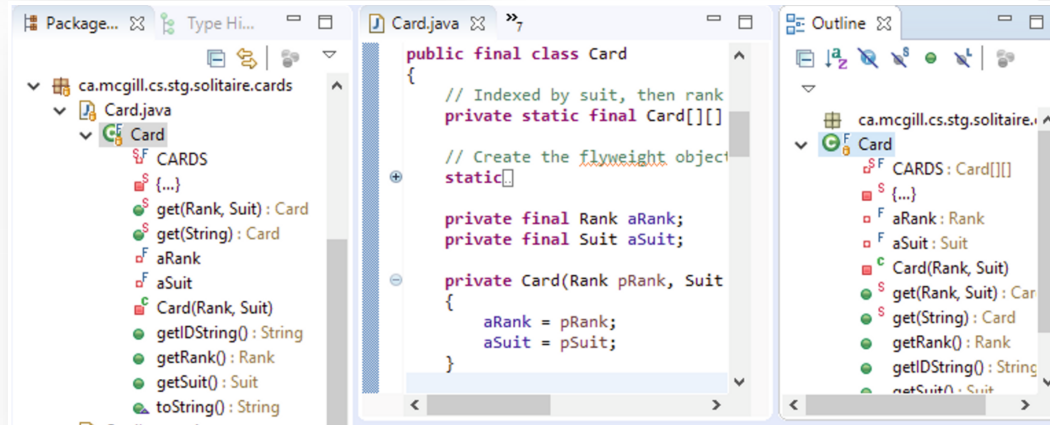 Package...
Type Hi...
ca.mcgill.cs.stg.solitaire.cards
Card.java
Card
CARDS
{...}
get(Rank, Suit) : Card
get(String) : Card
aRank
aSuit
Card(Rank, Suit)
getIDString() : String
getRank() : Rank
getSuit() : Suit
toString() : String
Card.java
»7
public final class Card
{
// Indexed by suit, then rank
private static final Card[][]
// Create the flyweight object
static
private final Rank aRank;
private final Suit aSuit;
private Card(Rank pRank, Suit
{
aRank = pRank;
aSuit = pSuit;
}
Outline
ca.mcgill.cs.stg.solitaire.
Card
CARDS : Card[][]
{...}
aRank : Rank
aSuit : Suit
Card(Rank, Suit)
get(Rank, Suit) : Car
get(String) : Card
getRank() : Rank
getIDString() : String
getSuit() : Suit